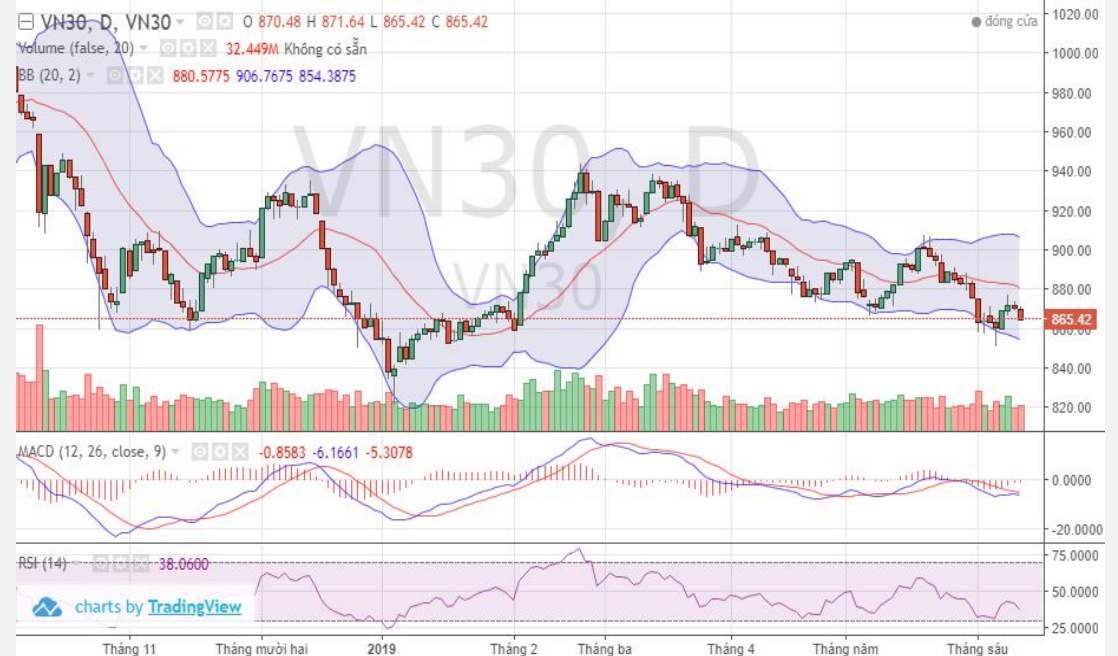 VN30, D, VN30 O 870.48 H 871.64 L 865.42 C 865.42
đóng cửa
Volume (false, 20) 32.449M Không có sẵn
BB (20, 2) 880.5775 906.7675 854.3875
1020.00
1000.00
980.00
960.00
940.00
920.00
900.00
880.00
865.42
860.00
840.00
820.00
VN30, D
VN30
MACD (12, 26, close, 9) -0.8583 -6.1661 -5.3078
0.0000
-20.0000
RSI (14) 38.0600
75.0000
50.0000
25.0000
charts by TradingView
Tháng 11 Tháng mười hai 2019 Tháng 2 Tháng ba Tháng 4 Tháng năm Tháng sáu